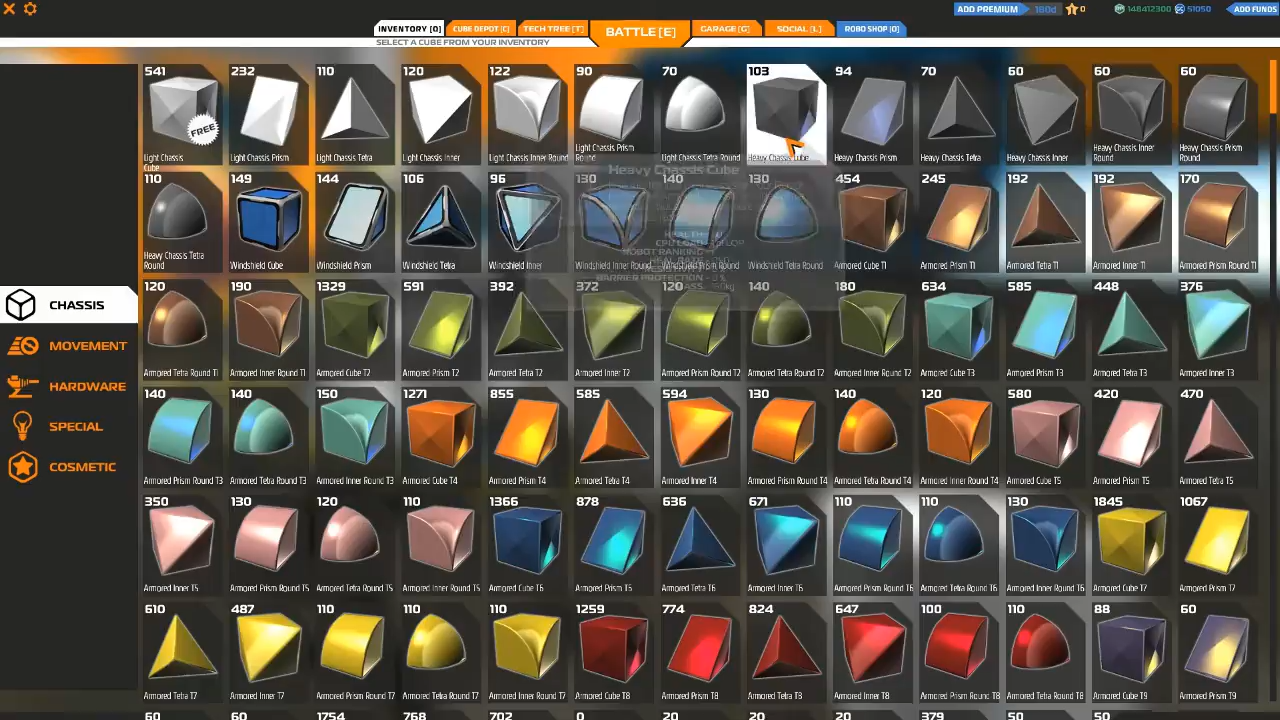 ADD PREMIUM 180d 0 148412300 51050 ADD FUNDS
INVENTORY [Q] CUBE DEPOT [C] TECH TREE [T] BATTLE [E] GARAGE [G] SOCIAL [L] ROBO SHOP [O]
SELECT A CUBE FROM YOUR INVENTORY
541 232 110 120 122 90 70 103 94 70 60 60 60
FREE
Light Chassis Cube
Light Chassis Prism
Light Chassis Tetra
Light Chassis Inner
Light Chassis Inner Round
Light Chassis Prism Round
Light Chassis Tetra Round
Heavy Chassis Cube
Heavy Chassis Prism
Heavy Chassis Tetra
Heavy Chassis Inner
Heavy Chassis Inner Round
Heavy Chassis Prism Round
Heavy Chassis Cube
110 149 144 106 96 130 140 130 454 245 192 192 170
Heavy Chassis Tetra Round
Windshield Cube
Windshield Prism
Windshield Tetra
Windshield Inner
Windshield Inner Round
Windshield Prism Round
Windshield Tetra Round
Armored Cube T1
Armored Prism T1
Armored Tetra T1
Armored Inner T1
Armored Prism Round T1
CHASSIS
MOVEMENT
HARDWARE
SPECIAL
COSMETIC
120 190 1329 591 392 372 120 140 180 634 585 448 376
Armored Tetra Round T1
Armored Inner Round T1
Armored Cube T2
Armored Prism T2
Armored Tetra T2
Armored Inner T2
Armored Prism Round T2
Armored Tetra Round T2
Armored Inner Round T2
Armored Cube T3
Armored Prism T3
Armored Tetra T3
Armored Inner T3
140 140 150 1271 855 585 594 130 140 120 580 420 470
Armored Prism Round T3
Armored Tetra Round T3
Armored Inner Round T3
Armored Cube T4
Armored Prism T4
Armored Tetra T4
Armored Inner T4
Armored Prism Round T4
Armored Tetra Round T4
Armored Inner Round T4
Armored Cube T5
Armored Prism T5
Armored Tetra T5
350 130 120 110 1366 878 636 671 110 110 130 1845 1067
Armored Inner T5
Armored Prism Round T5
Armored Tetra Round T5
Armored Inner Round T5
Armored Cube T6
Armored Prism T6
Armored Tetra T6
Armored Inner T6
Armored Prism Round T6
Armored Tetra Round T6
Armored Inner Round T6
Armored Cube T7
Armored Prism T7
610 487 110 110 110 1259 774 824 647 100 110 88 60
Armored Tetra T7
Armored Inner T7
Armored Prism Round T7
Armored Tetra Round T7
Armored Inner Round T7
Armored Cube T8
Armored Prism T8
Armored Tetra T8
Armored Inner T8
Armored Prism Round T8
Armored Tetra Round T8
Armored Cube T9
Armored Prism T9
60 60 1754 768 702 0 20 20 20 379 50 50